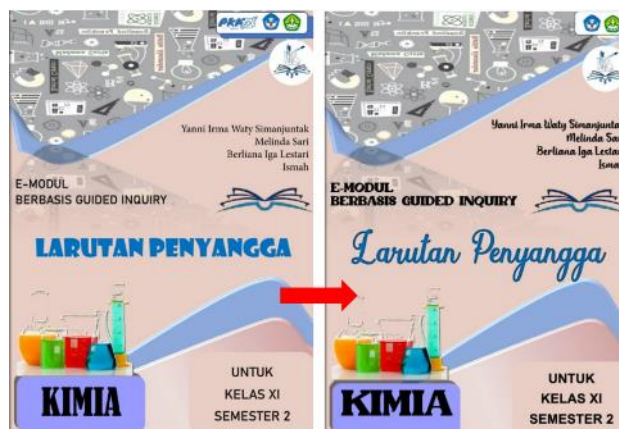 Yanni Irma Waty Simanjuntak
Melinda Sari
Berliana Iga Lestari
Ismah
E-MODUL
BERBASIS GUIDED INQUIRY
LARUTAN PENYANGGA
KIMIA
UNTUK
KELAS XI
SEMESTER 2
Yanni Irma Waty Simanjunta
Melinda Sar
Berliana Iga Lestar
Isma
E-MODUL
BERBASIS GUIDED INQUIRY
Larutan Penyangga
KIMIA
UNTUK
KELAS XI
SEMESTER 2